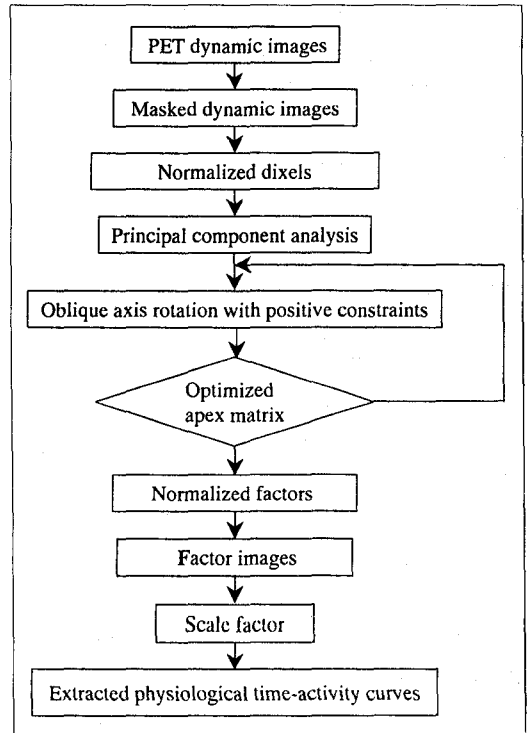 PET dynamic images
Masked dynamic images
Normalized dixels
Principal component analysis
Oblique axis rotation with positive constraints
Optimized
apex matrix
Normalized factors
Factor images
Scale factor
Extracted physiological time-activity curves